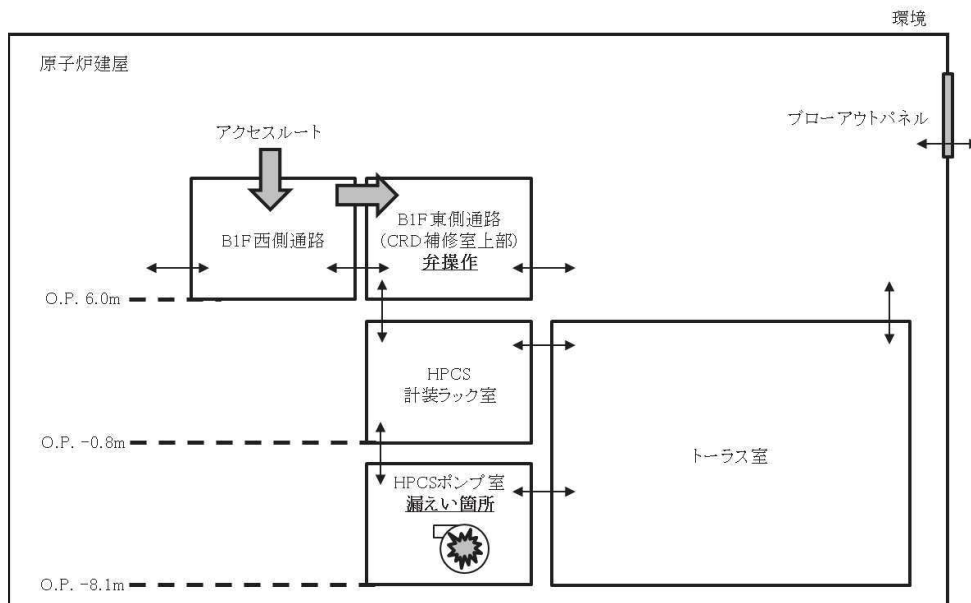 環境
原子炉建屋
ブローアウトパネル
アクセスルート
B1F西側通路
B1F東側通路
(CRD補修室上部)
弁操作
O.P. 6.0m
HPCS
計装ラック室
O.P. -0.8m
トーラス室
HPCSポンプ室
漏えい箇所
O.P. -8.1m